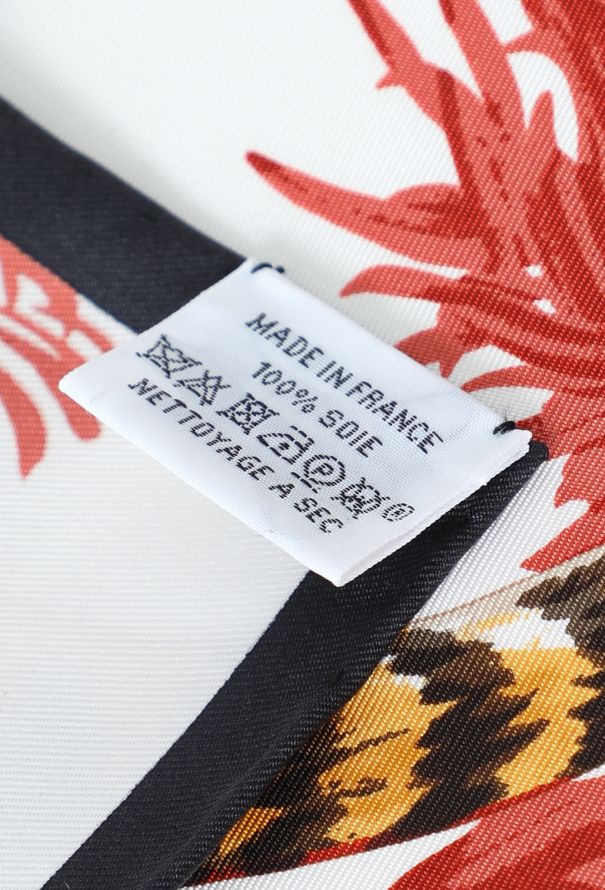 MADE IN FRANCE
100% SOIE
®
NETTOYAGE A SEC